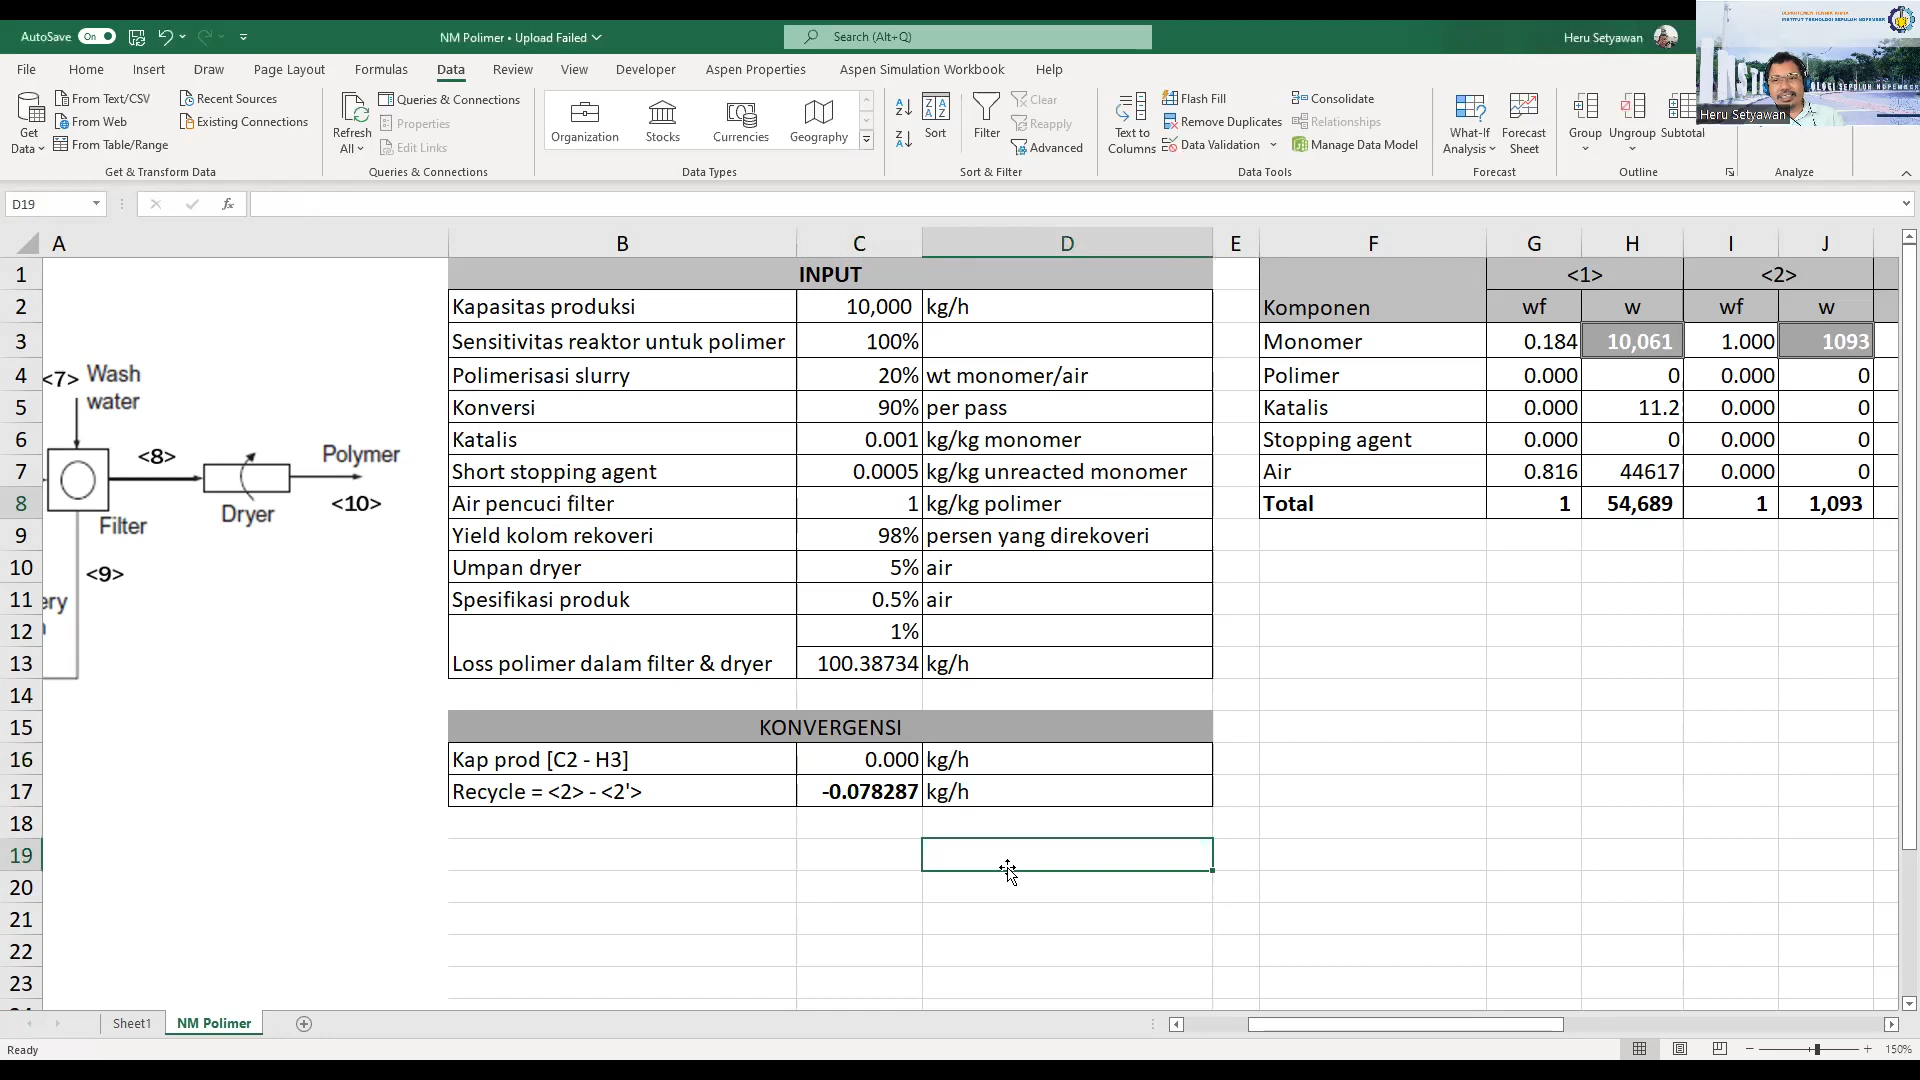 AutoSave On
NM Polimer • Upload Failed
Search (Alt+Q)
Heru Setyawan
File Home Insert Draw Page Layout Formulas Data Review View Developer Aspen Properties Aspen Simulation Workbook Help
Get Data
From Text/CSV
From Web
From Table/Range
Recent Sources
Existing Connections
Get & Transform Data
Refresh All
Queries & Connections
Properties
Edit Links
Queries & Connections
Organization
Stocks
Currencies
Geography
Data Types
Sort
Filter
Clear
Reapply
Advanced
Sort & Filter
Text to Columns
Flash Fill
Remove Duplicates
Data Validation
Consolidate
Relationships
Manage Data Model
Data Tools
What-If Analysis
Forecast Sheet
Forecast
Group
Ungroup
Subtotal
Outline
Analyze
INSTITUT TEKNOLOGI SEPULUH NOPEMBER
Heru Setyawan
D19
fx
A B C D E F G H I J
1 INPUT <1> <2>
2 Kapasitas produksi 10,000 kg/h Komponen wf w wf w
3 Sensitivitas reaktor untuk polimer 100% Monomer 0.184 10,061 1.000 1093
4 Polimerisasi slurry 20% wt monomer/air Polimer 0.000 0 0.000 0
5 Konversi 90% per pass Katalis 0.000 11.2 0.000 0
6 Katalis 0.001 kg/kg monomer Stopping agent 0.000 0 0.000 0
7 Short stopping agent 0.0005 kg/kg unreacted monomer Air 0.816 44617 0.000 0
8 Air pencuci filter 1 kg/kg polimer Total 1 54,689 1 1,093
9 Yield kolom rekoveri 98% persen yang direkoveri
10 Umpan dryer 5% air
11 Spesifikasi produk 0.5% air
12 1%
13 Loss polimer dalam filter & dryer 100.38734 kg/h
14
15 KONVERGENSI
16 Kap prod [C2 - H3] 0.000 kg/h
17 Recycle = <2> - <2'> -0.078287 kg/h
18
19
20
21
22
23
<7> Wash water
<8>
Polymer
<10>
Filter
Dryer
<9>
ery
Sheet1 NM Polimer
Ready
150%